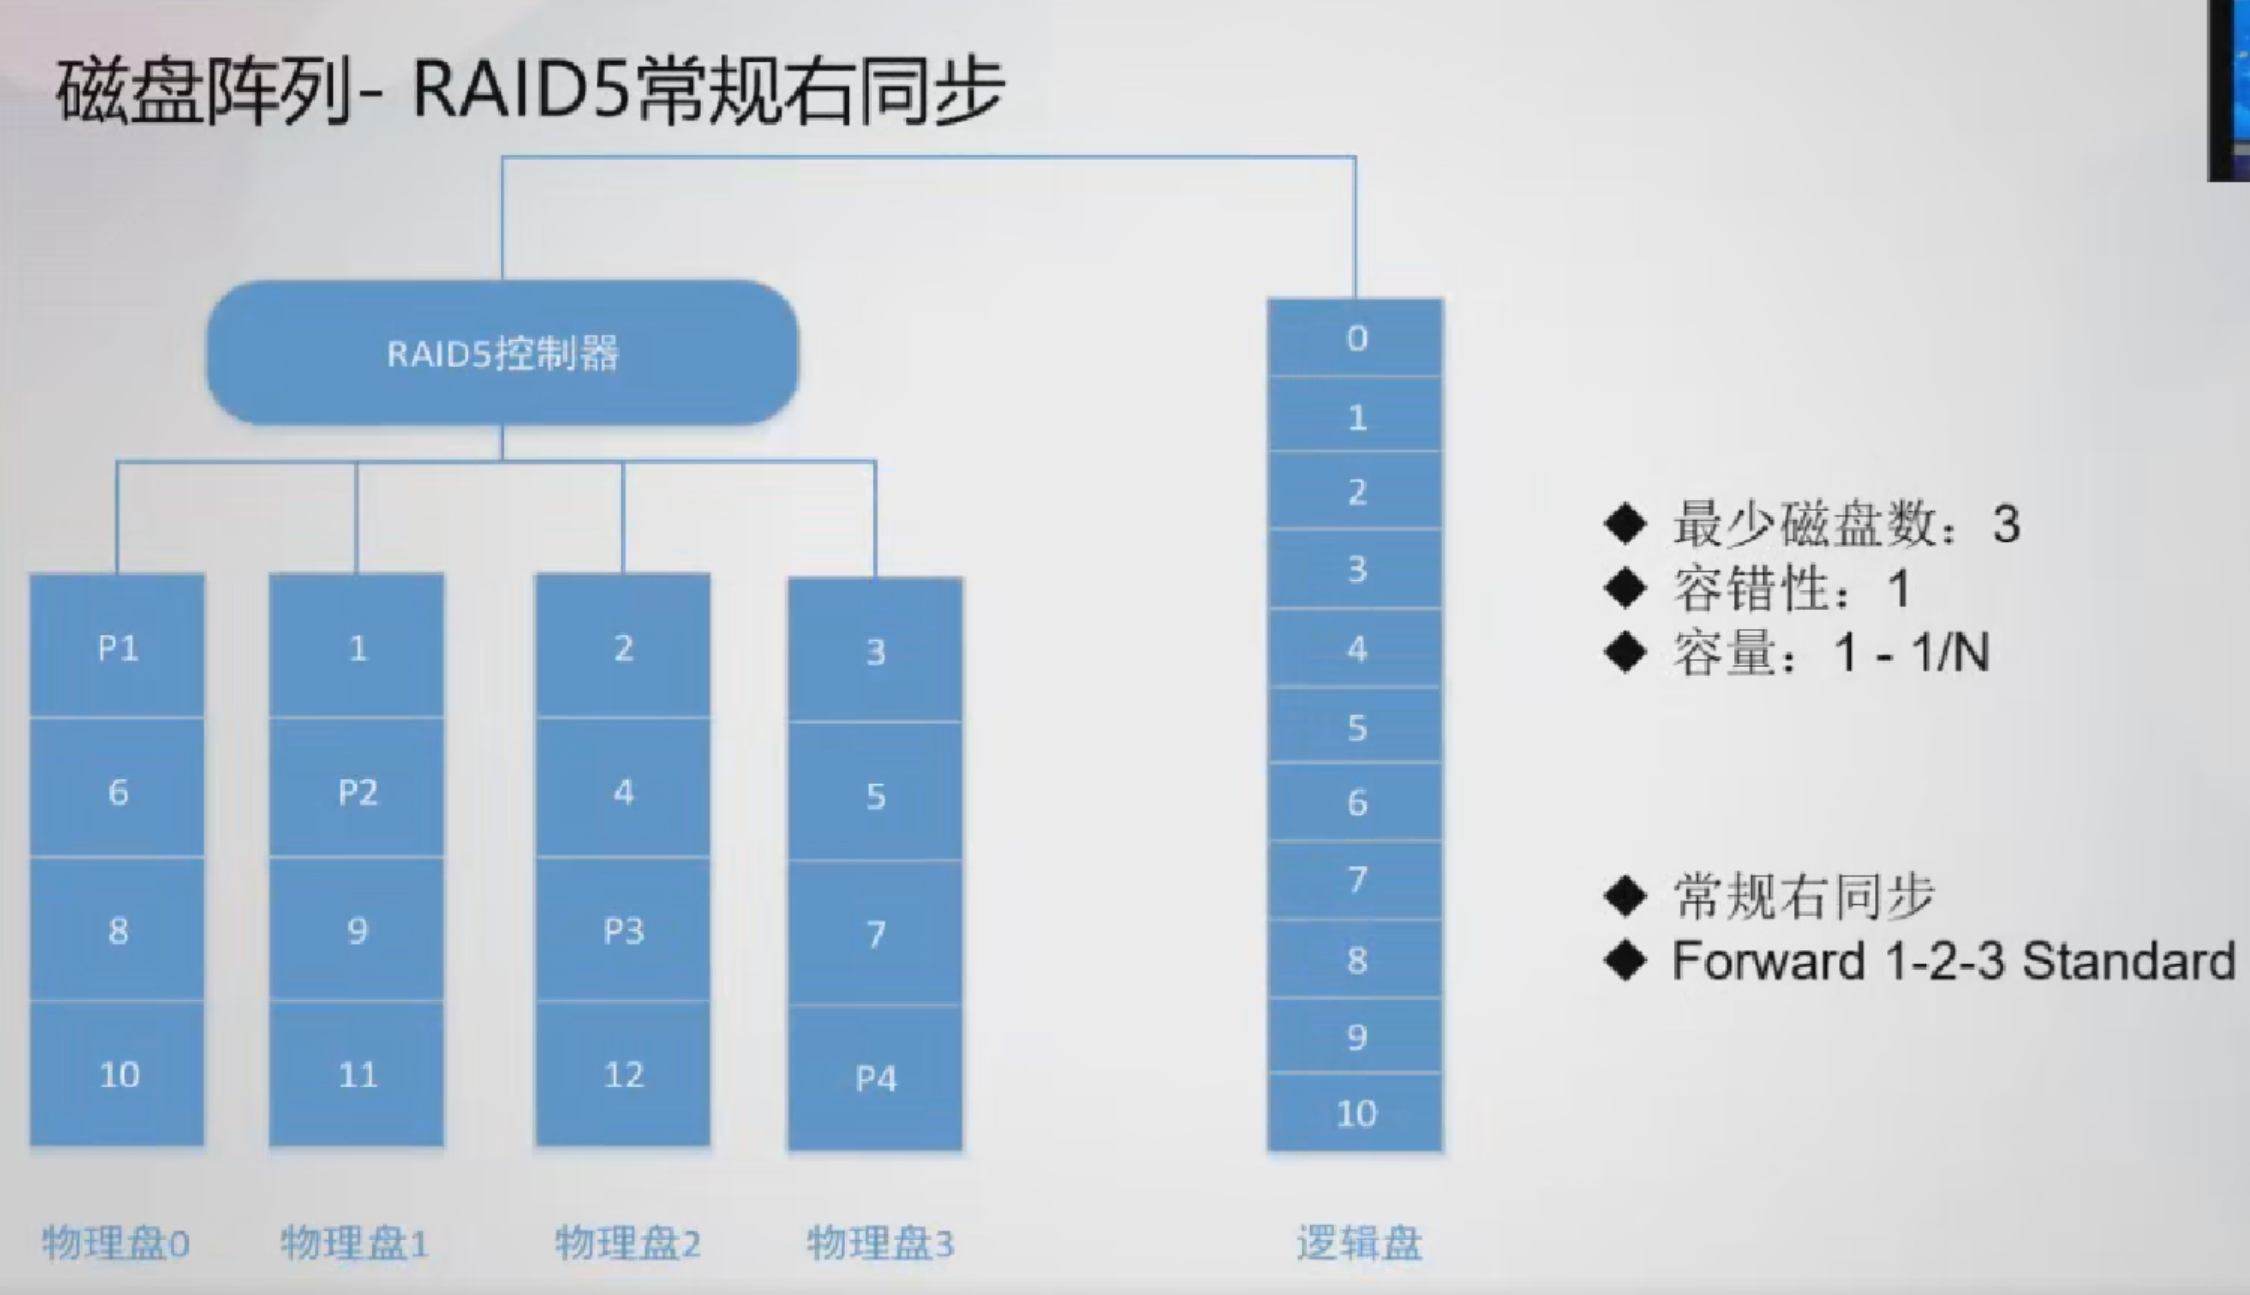 磁盘阵列- RAID5常规右同步
RAID5控制器
P1 1 2 3
6 P2 4 5
8 9 P3 7
10 11 12 P4
物理盘0 物理盘1 物理盘2 物理盘3
0
1
2
3
4
5
6
7
8
9
10
逻辑盘
◆ 最少磁盘数：3
◆ 容错性：1
◆ 容量：1 - 1/N
◆ 常规右同步
◆ Forward 1-2-3 Standard